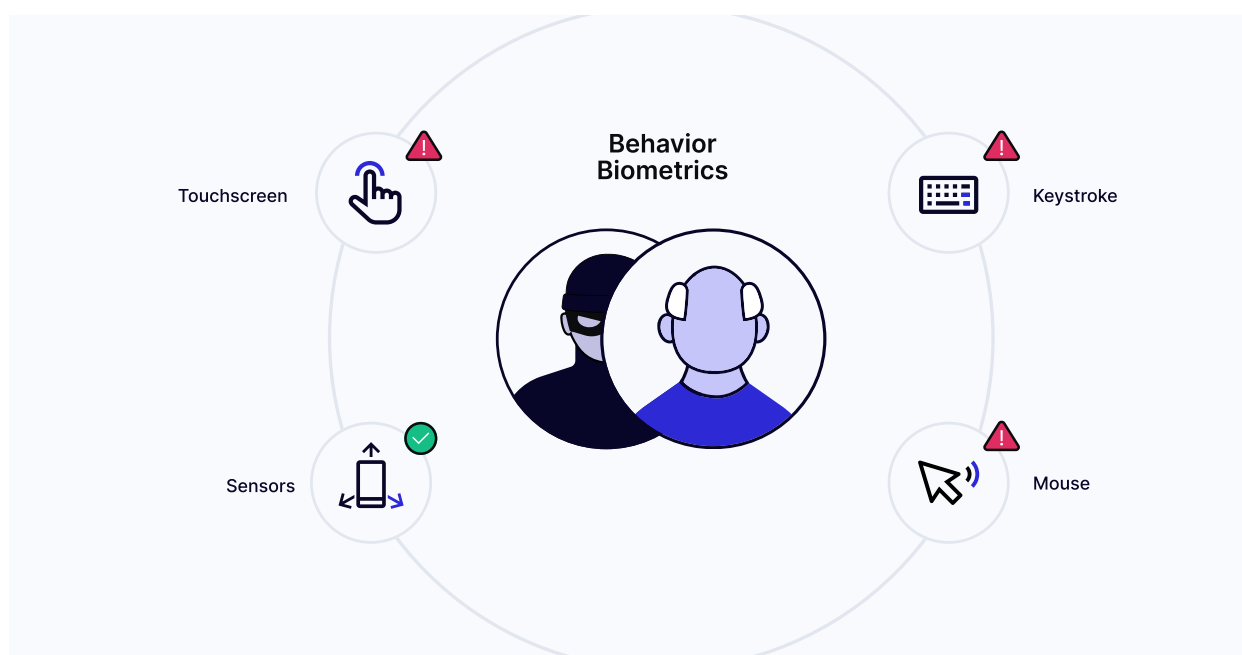 Behavior
Biometrics
Touchscreen
Keystroke
Sensors
Mouse